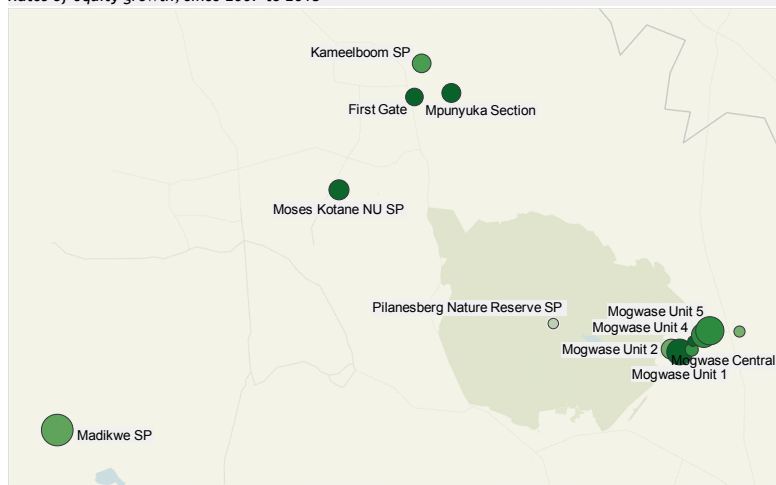 Kameelboom SP
First Gate
Mpunyuka Section
Moses Kotane NU SP
Pilanesberg Nature Reserve SP
Mogwase Unit 5
Mogwase Unit 4
Mogwase Unit 2
Mogwase Central
Mogwase Unit 1
Madikwe SP